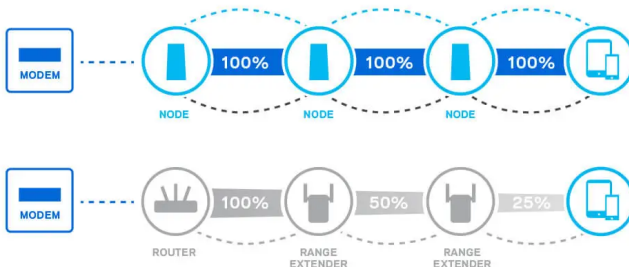 MODEM
100%
100%
100%
NODE
NODE
NODE
MODEM
100%
50%
25%
ROUTER
RANGE
EXTENDER
RANGE
EXTENDER